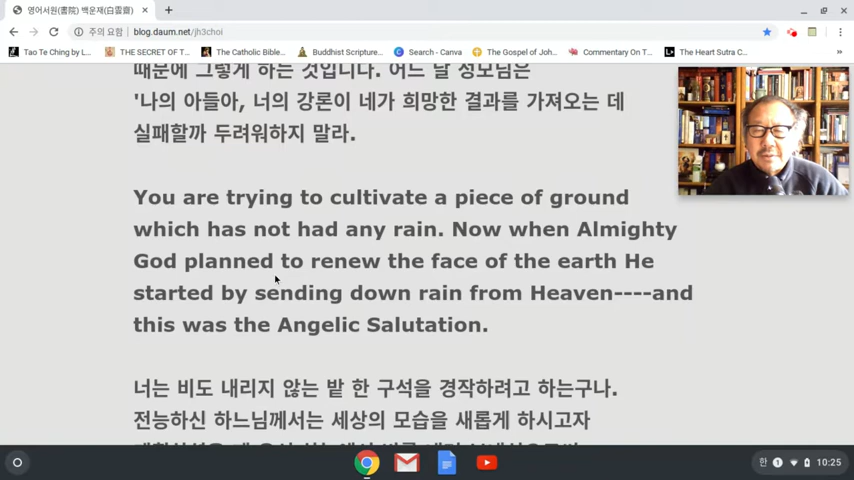 영어서원(書院) 백운재(白雲齋)
주의 요함
blog.daum.net/jh3choi
Tao Te Ching by L...
THE SECRET OF T...
The Catholic Bible...
Buddhist Scripture...
Search - Canva
The Gospel of Joh...
Commentary On T...
The Heart Sutra C...
때문에 그렇게 하는 것입니다. 어느 날 성모님은
'나의 아들아, 너의 강론이 네가 희망한 결과를 가져오는 데
실패할까 두려워하지 말라.
You are trying to cultivate a piece of ground
which has not had any rain. Now when Almighty
God planned to renew the face of the earth He
started by sending down rain from Heaven----and
this was the Angelic Salutation.
너는 비도 내리지 않는 밭 한 구석을 경작하려고 하는구나.
전능하신 하느님께서는 세상의 모습을 새롭게 하시고자
한
1
10:25